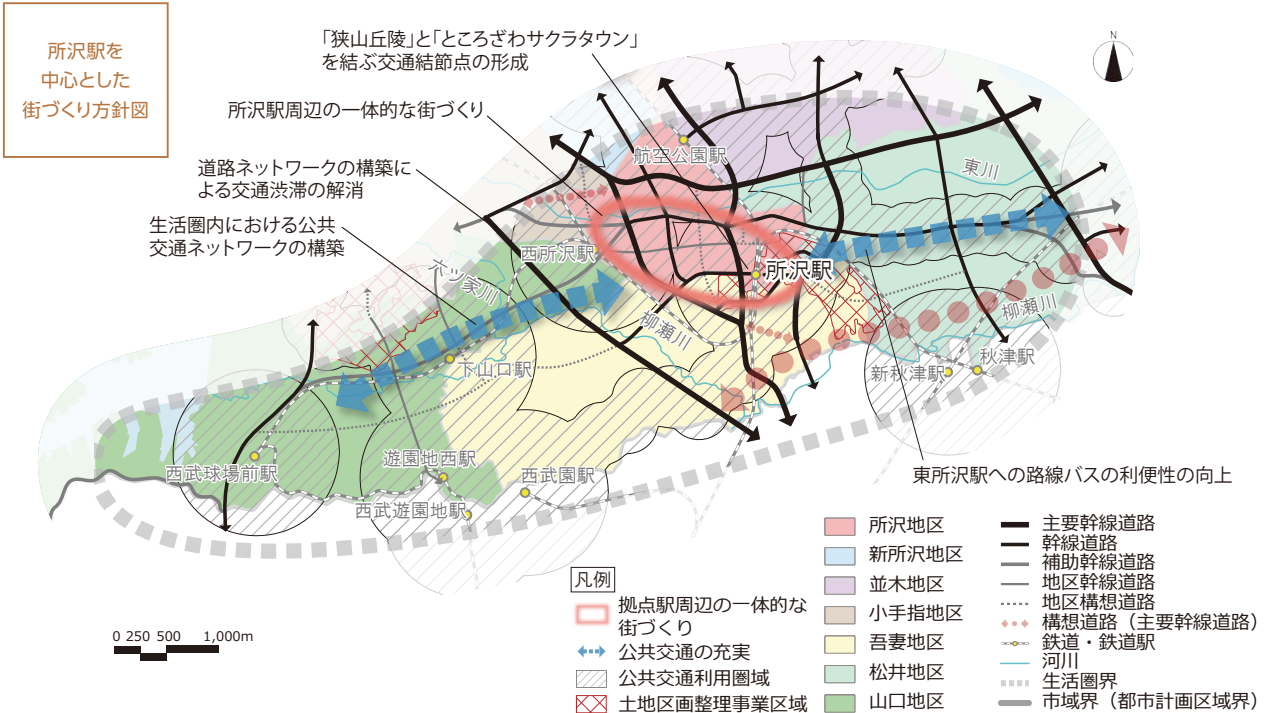 所沢駅を
中心とした
街づくり方針図
「狭山丘陵」と「ところざわサクラタウン」
を結ぶ交通結節点の形成
所沢駅周辺の一体的な街づくり
道路ネットワークの構築に
よる交通渋滞の解消
生活圏内における公共
交通ネットワークの構築
N
航空公園駅
東川
西所沢駅
所沢駅
六ツ家川
柳瀬川
柳瀬川
下山口駅
新秋津駅
秋津駅
西武球場前駅
遊園地西駅
西武園駅
西武遊園地駅
東所沢駅への路線バスの利便性の向上
0 250 500 1,000m
凡例
拠点駅周辺の一体的な
街づくり
公共交通の充実
公共交通利用圏域
土地区画整理事業区域
所沢地区
新所沢地区
並木地区
小手指地区
吾妻地区
松井地区
山口地区
主要幹線道路
幹線道路
補助幹線道路
地区幹線道路
地区構想道路
構想道路（主要幹線道路）
鉄道・鉄道駅
河川
生活圏界
市域界（都市計画区域界）